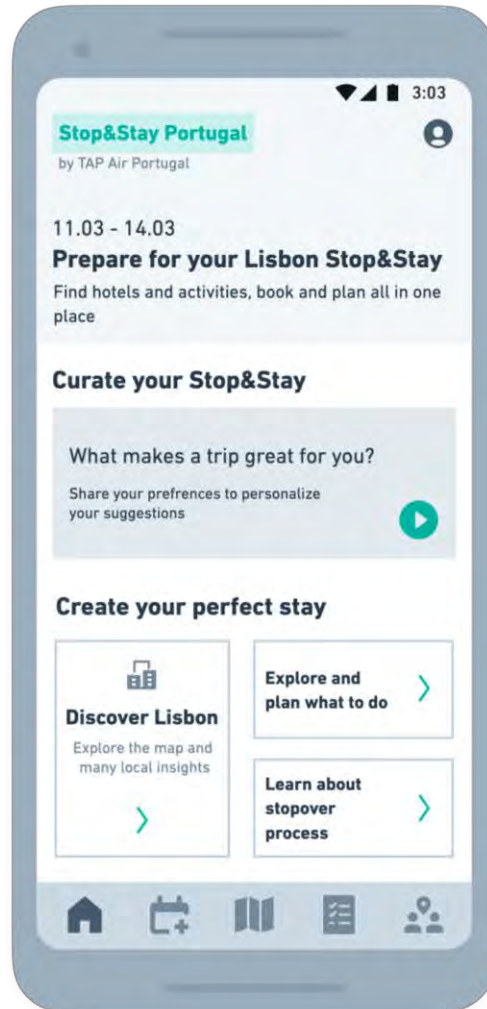 3:03
Stop&Stay Portugal
by TAP Air Portugal
11.03 - 14.03
Prepare for your Lisbon Stop&Stay
Find hotels and activities, book and plan all in one
place
Curate your Stop&Stay
What makes a trip great for you?
Share your prefrences to personalize
your suggestions
Create your perfect stay
Discover Lisbon
Explore the map and
many local insights
Explore and
plan what to do
Learn about
stopover
process